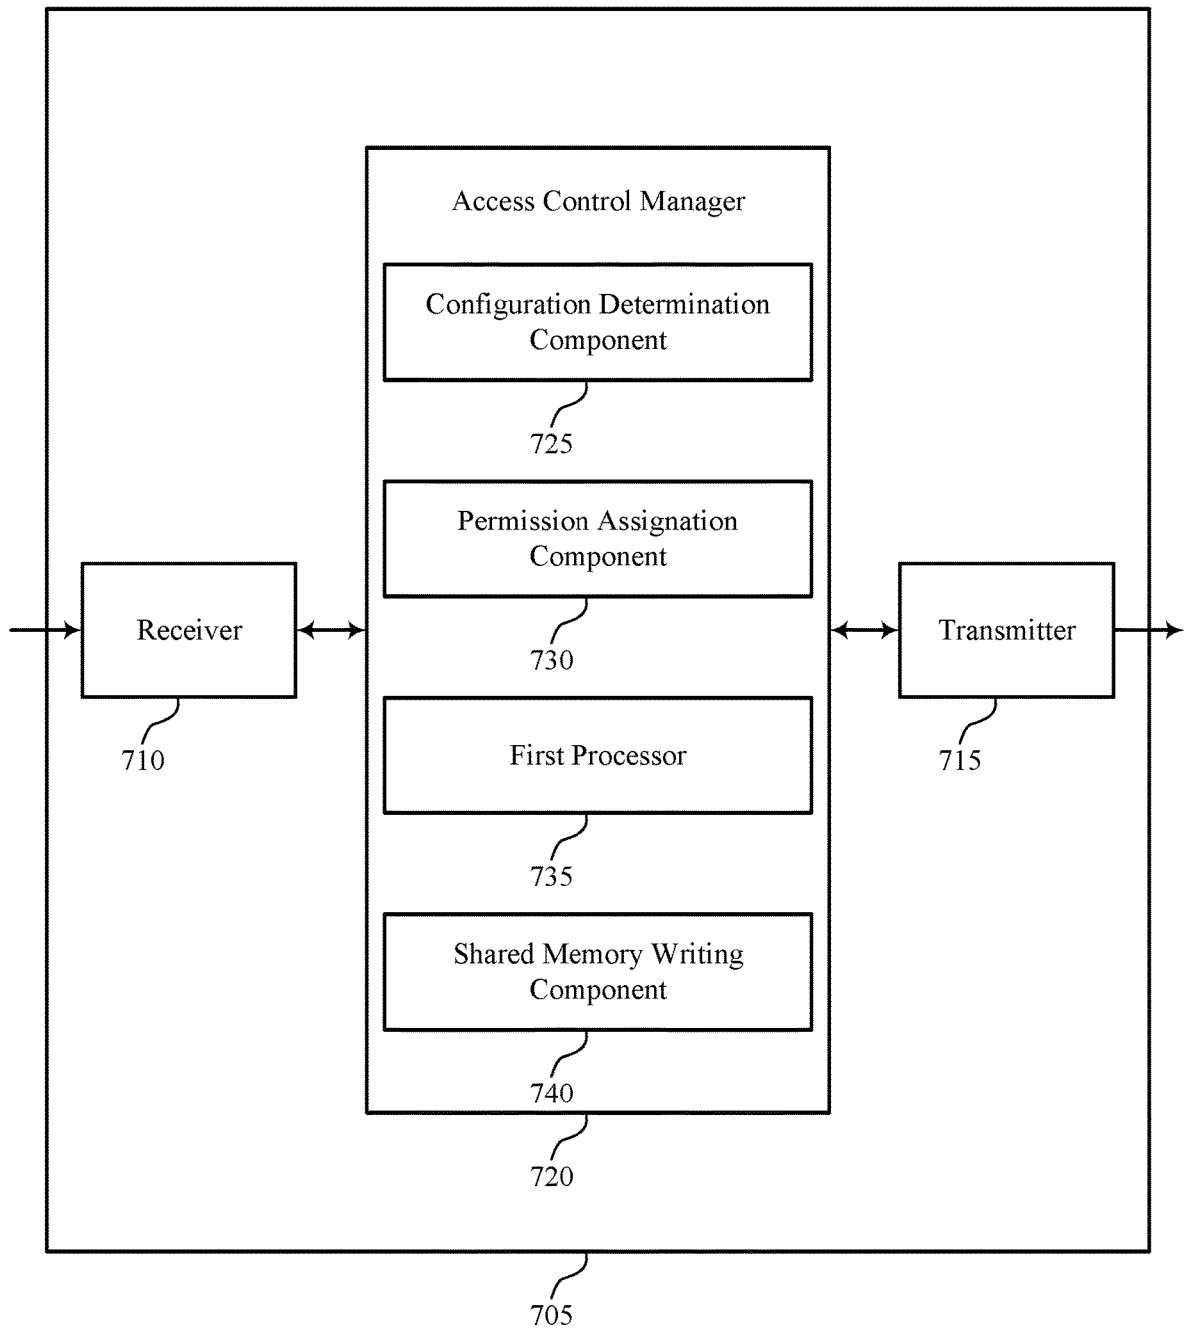 Access Control Manager
Configuration Determination
Component
725
Permission Assignation
Component
730
Receiver
710
Transmitter
715
First Processor
735
Shared Memory Writing
Component
740
720
705